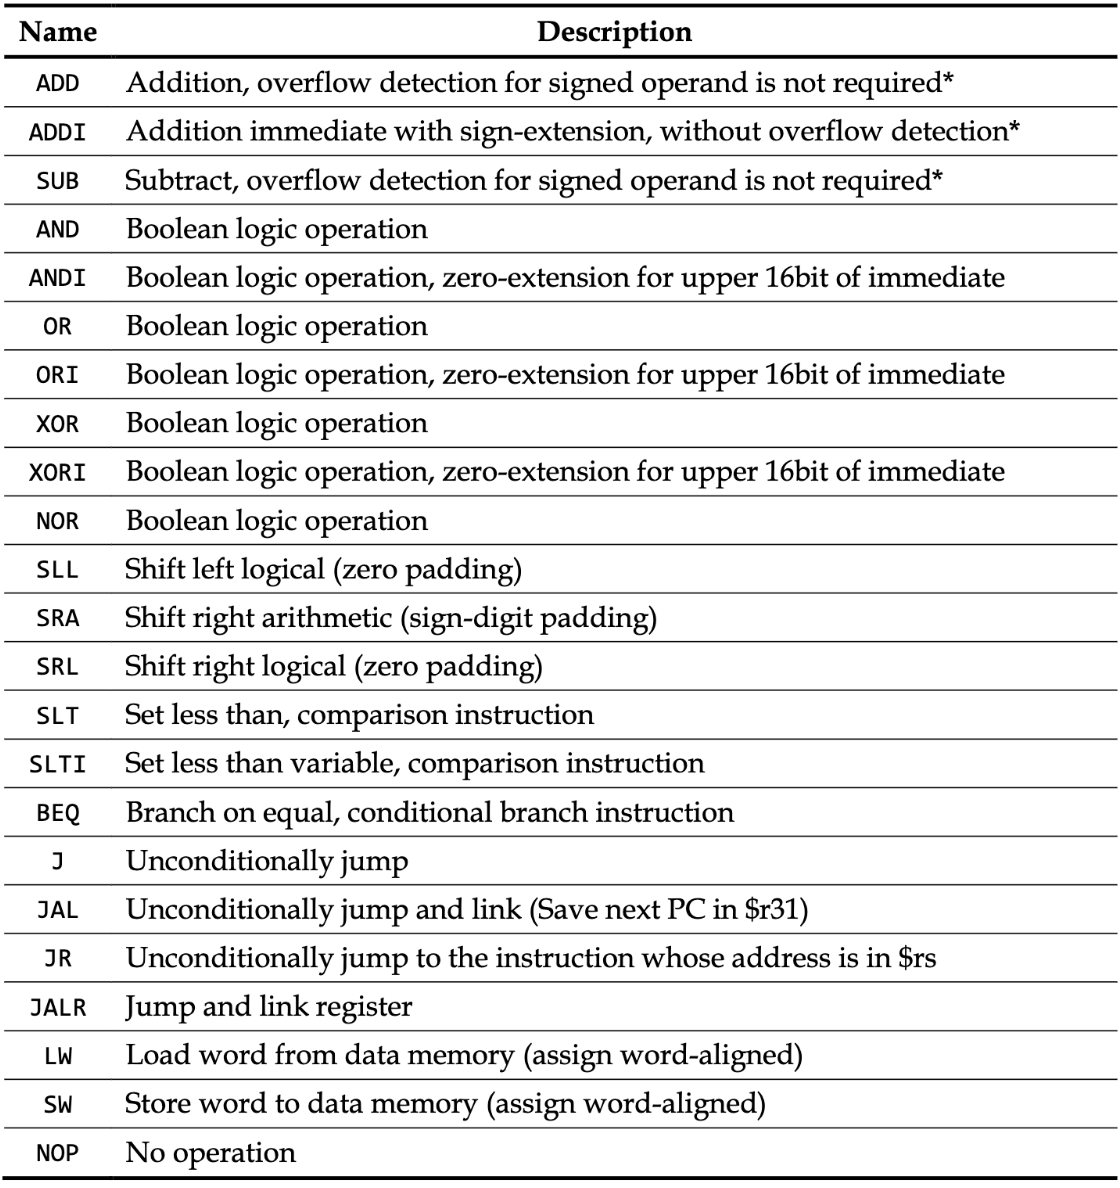 Name Description
ADD Addition, overflow detection for signed operand is not required*
ADDI Addition immediate with sign-extension, without overflow detection*
SUB Subtract, overflow detection for signed operand is not required*
AND Boolean logic operation
ANDI Boolean logic operation, zero-extension for upper 16bit of immediate
OR Boolean logic operation
ORI Boolean logic operation, zero-extension for upper 16bit of immediate
XOR Boolean logic operation
XORI Boolean logic operation, zero-extension for upper 16bit of immediate
NOR Boolean logic operation
SLL Shift left logical (zero padding)
SRA Shift right arithmetic (sign-digit padding)
SRL Shift right logical (zero padding)
SLT Set less than, comparison instruction
SLTI Set less than variable, comparison instruction
BEQ Branch on equal, conditional branch instruction
J Unconditionally jump
JAL Unconditionally jump and link (Save next PC in $r31)
JR Unconditionally jump to the instruction whose address is in $rs
JALR Jump and link register
LW Load word from data memory (assign word-aligned)
SW Store word to data memory (assign word-aligned)
NOP No operation